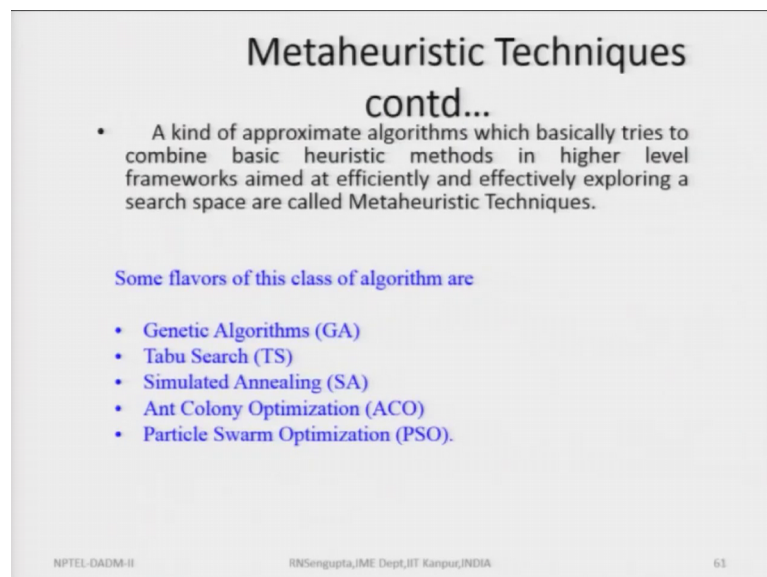 Metaheuristic Techniques
contd...
• A kind of approximate algorithms which basically tries to
combine basic heuristic methods in higher level
frameworks aimed at efficiently and effectively exploring a
search space are called Metaheuristic Techniques.
Some flavors of this class of algorithm are
• Genetic Algorithms (GA)
• Tabu Search (TS)
• Simulated Annealing (SA)
• Ant Colony Optimization (ACO)
• Particle Swarm Optimization (PSO).
NPTEL-DADM-II RNSengupta,IME Dept,IIT Kanpur,INDIA 61